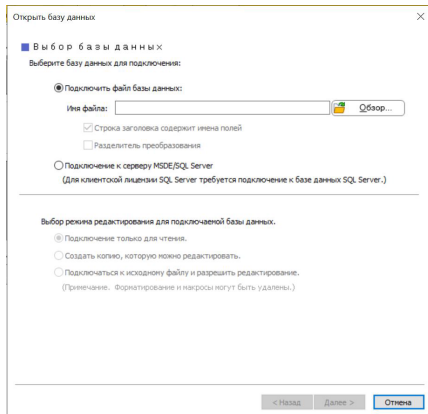 Открыть базу данных
Выбор базы данных
Выберите базу данных для подключения:
Подключить файл базы данных:
Имя файла:
Обзор...
Строка заголовка содержит имена полей
Разделитель преобразования
Подключение к серверу MSDE/SQL Server
(Для клиентской лицензии SQL Server требуется подключение к базе данных SQL Server.)
Выбор режима редактирования для подключаемой базы данных.
Подключение только для чтения.
Создать копию, которую можно редактировать.
Подключаться к исходному файлу и разрешить редактирование.
(Примечание. Форматирование и макросы могут быть удалены.)
< Назад
Далее >
Отмена